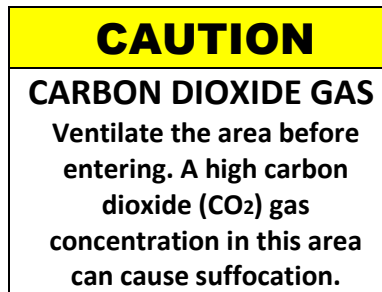 CAUTION
CARBON DIOXIDE GAS
Ventilate the area before
entering. A high carbon
dioxide (CO₂) gas
concentration in this area
can cause suffocation.